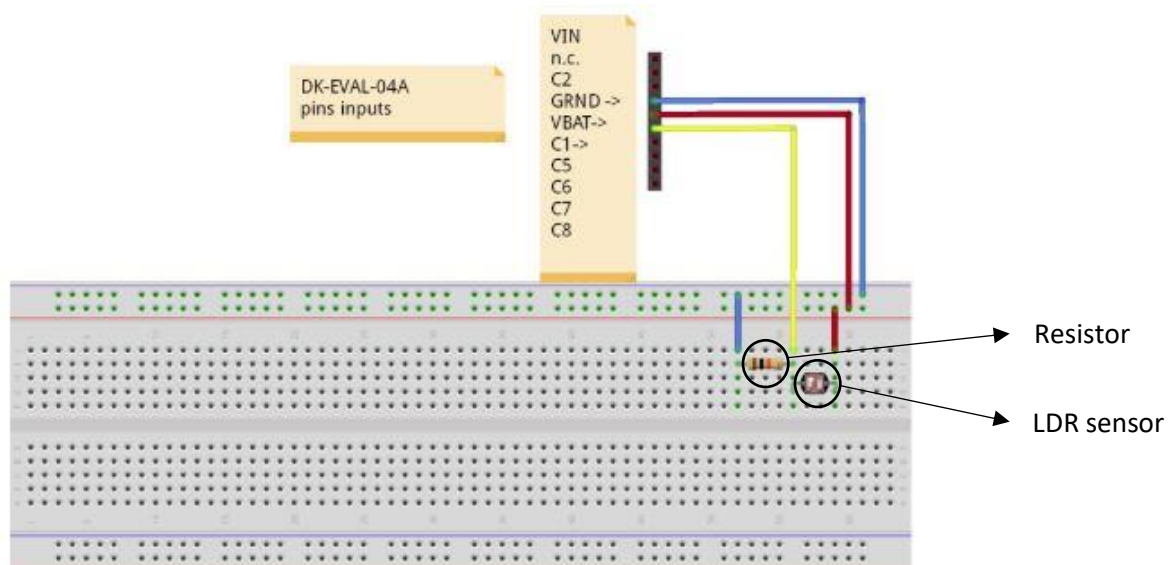 DK-EVAL-04A
pins inputs
VIN
n.c.
C2
GRND ->
VBAT->
C1->
C5
C6
C7
C8
Resistor
LDR sensor